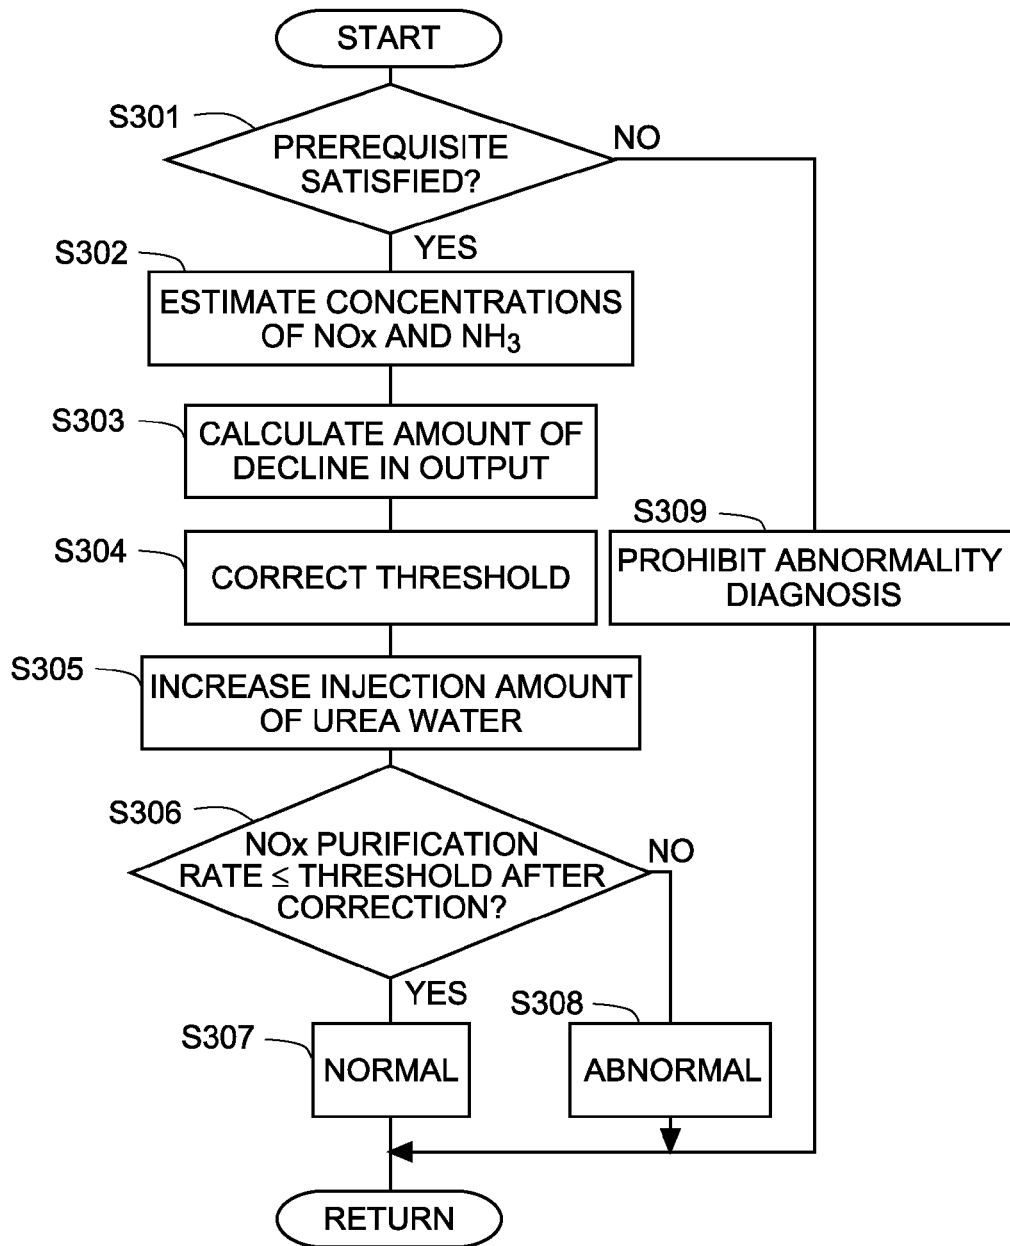 START
S301
PREREQUISITE
SATISFIED?
NO
YES
S302
ESTIMATE CONCENTRATIONS
OF NOx AND NH₃
S303
CALCULATE AMOUNT OF
DECLINE IN OUTPUT
S304
CORRECT THRESHOLD
S309
PROHIBIT ABNORMALITY
DIAGNOSIS
S305
INCREASE INJECTION AMOUNT
OF UREA WATER
S306
NOx PURIFICATION
RATE ≤ THRESHOLD AFTER
CORRECTION?
NO
YES
S307
NORMAL
S308
ABNORMAL
RETURN